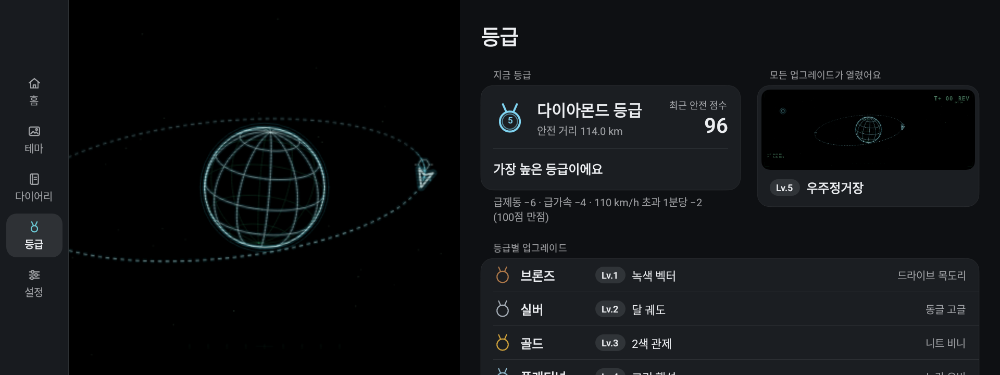 홈
테마
다이어리
등급
설정
등급
지금 등급
5
다이아몬드 등급
안전 거리 114.0 km
최근 안전 점수
96
가장 높은 등급이에요
급제동 −6 · 급가속 −4 · 110 km/h 초과 1분당 −2
(100점 만점)
모든 업그레이드가 열렸어요
Lv.5 우주정거장
등급별 업그레이드
브론즈 Lv.1 녹색 벡터 드라이브 목도리
실버 Lv.2 달 궤도 동글 고글
골드 Lv.3 2색 관제 니트 비니